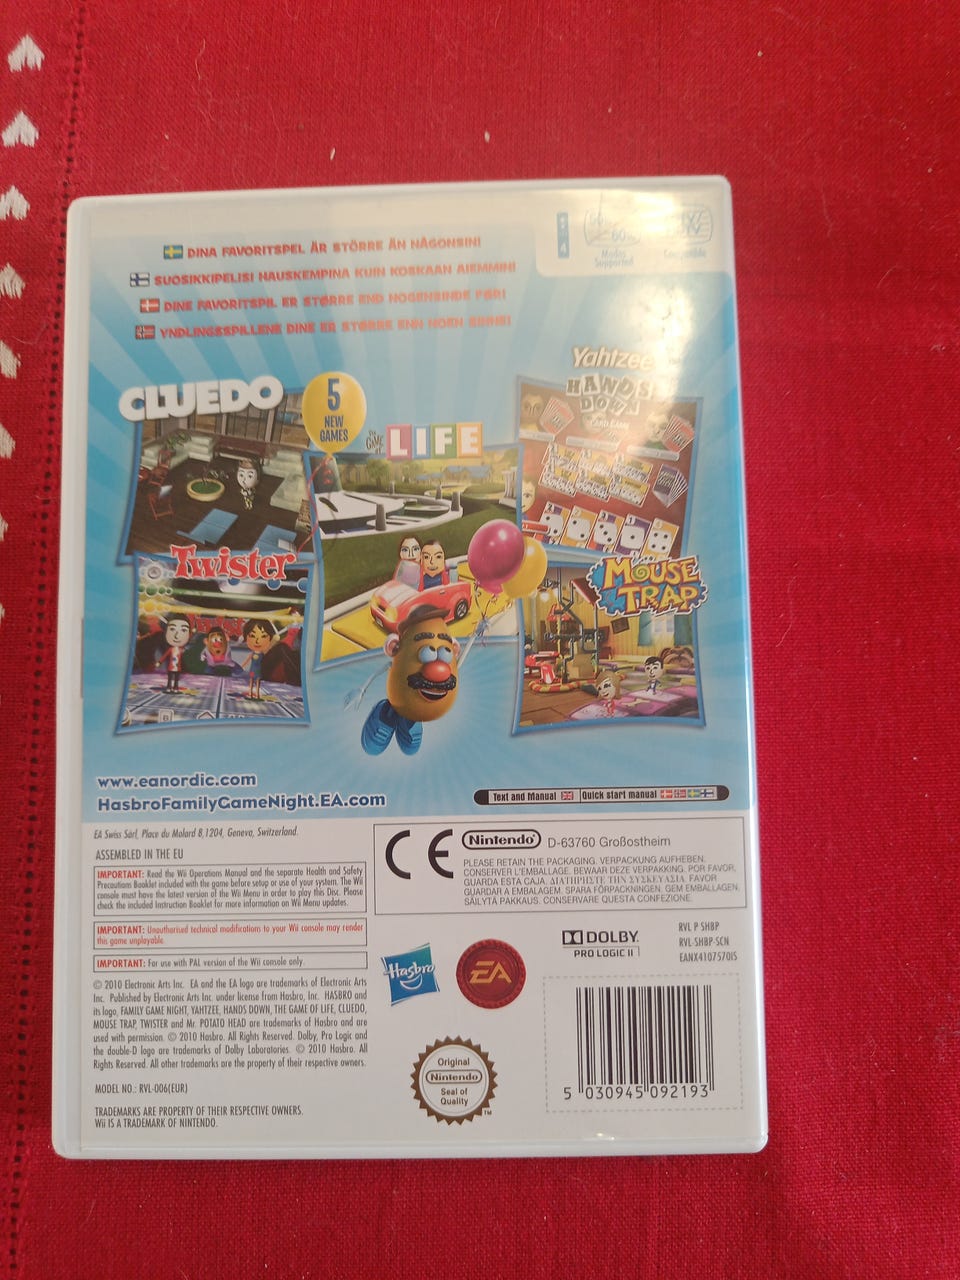 DINA FAVORITSPEL ÄR STÖRRE ÄN NÅGONSIN!
SUOSIKKIPELISI HAUSKEMPINA KUIN KOSKAAN AIEMMIN!
DINE FAVORITSPIL ER STØRRE END NOGENSINDE FØR!
YNDLINGSSPILLENE DINE ER STØRRE ENN NOEN GANG!
4
60
Modes
Supported
Compatible
CLUEDO
5
NEW
GAMES
THE GAME OF LIFE
Yahtzee
HANDS
DOWN
CARD GAME
Twister
MOUSE
TRAP
www.eanordic.com
HasbroFamilyGameNight.EA.com
Text and Manual
Quick start manual
EA Swiss Sàrl, Place du Molard 8,1204, Geneva, Switzerland.
ASSEMBLED IN THE EU
IMPORTANT: Read the Wii Operations Manual and the separate Health and Safety
Precautions Booklet included with the game before setup or use of your system. The Wii
console must have the latest version of the Wii Menu in order to play this Disc. Please
check the included Instruction Booklet for more information on Wii Menu updates.
IMPORTANT: Unauthorised technical modifications to your Wii console may render
this game unplayable.
IMPORTANT: For use with PAL version of the Wii console only.
© 2010 Electronic Arts Inc. EA and the EA logo are trademarks of Electronic Arts
Inc. Published by Electronic Arts Inc. under license from Hasbro, Inc. HASBRO and
its logo, FAMILY GAME NIGHT, YAHTZEE, HANDS DOWN, THE GAME OF LIFE, CLUEDO,
MOUSE TRAP, TWISTER and Mr. POTATO HEAD are trademarks of Hasbro and are
used with permission. © 2010 Hasbro. All Rights Reserved. Dolby, Pro Logic and
the double-D logo are trademarks of Dolby Laboratories. © 2010 Hasbro. All
Rights Reserved. All other trademarks are the property of their respective owners.
MODEL NO.: RVL-006(EUR)
TRADEMARKS ARE PROPERTY OF THEIR RESPECTIVE OWNERS.
Wii IS A TRADEMARK OF NINTENDO.
CE
Nintendo D-63760 Großostheim
PLEASE RETAIN THE PACKAGING. VERPACKUNG AUFHEBEN.
CONSERVER L'EMBALLAGE. BEWAAR DEZE VERPAKKING. POR FAVOR,
GUARDA ESTA CAJA. ΔΙΑΤΗΡΗΣΤΕ ΤΗΝ ΣΥΣΚΕΥΑΣΙΑ. FAVOR
GUARDAR A EMBALAGEM. SPARA FÖRPACKNINGEN. GEM EMBALLAGEN.
SÄILYTÄ PAKKAUS. CONSERVARE QUESTA CONFEZIONE.
Hasbro
EA
DOLBY
PRO LOGIC II
RVL P SHBP
RVL-SHBP-SCN
EANX4107570IS
Original
Nintendo
Seal of
Quality
TM
5 030945 092193